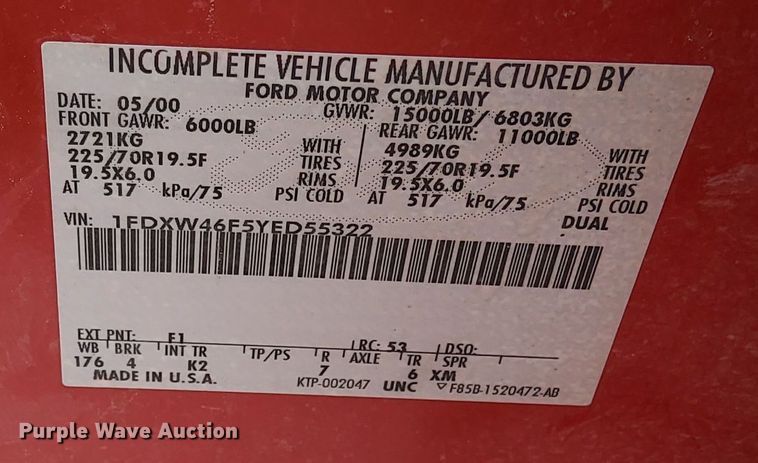 INCOMPLETE VEHICLE MANUFACTURED BY
FORD MOTOR COMPANY
DATE: 05/00 GVWR: 15000LB/ 6803KG
FRONT GAWR: 6000LB REAR GAWR: 11000LB
2721KG WITH 4989KG WITH
225/70R19.5F TIRES 225/70R19.5F TIRES
19.5X6.0 RIMS 19.5X6.0 RIMS
AT 517 kPa/75 PSI COLD AT 517 kPa/75 PSI COLD
VIN: 1FDXW46F5YED55322 DUAL
EXT PNT: F1 RC: 53 DSO:
WB BRK INT TR TP/PS R AXLE TR SPR
176 4 K2 7 6 XM
MADE IN U.S.A. KTP-002047 UNC ▽ F85B-1520472-AB
Purple Wave Auction